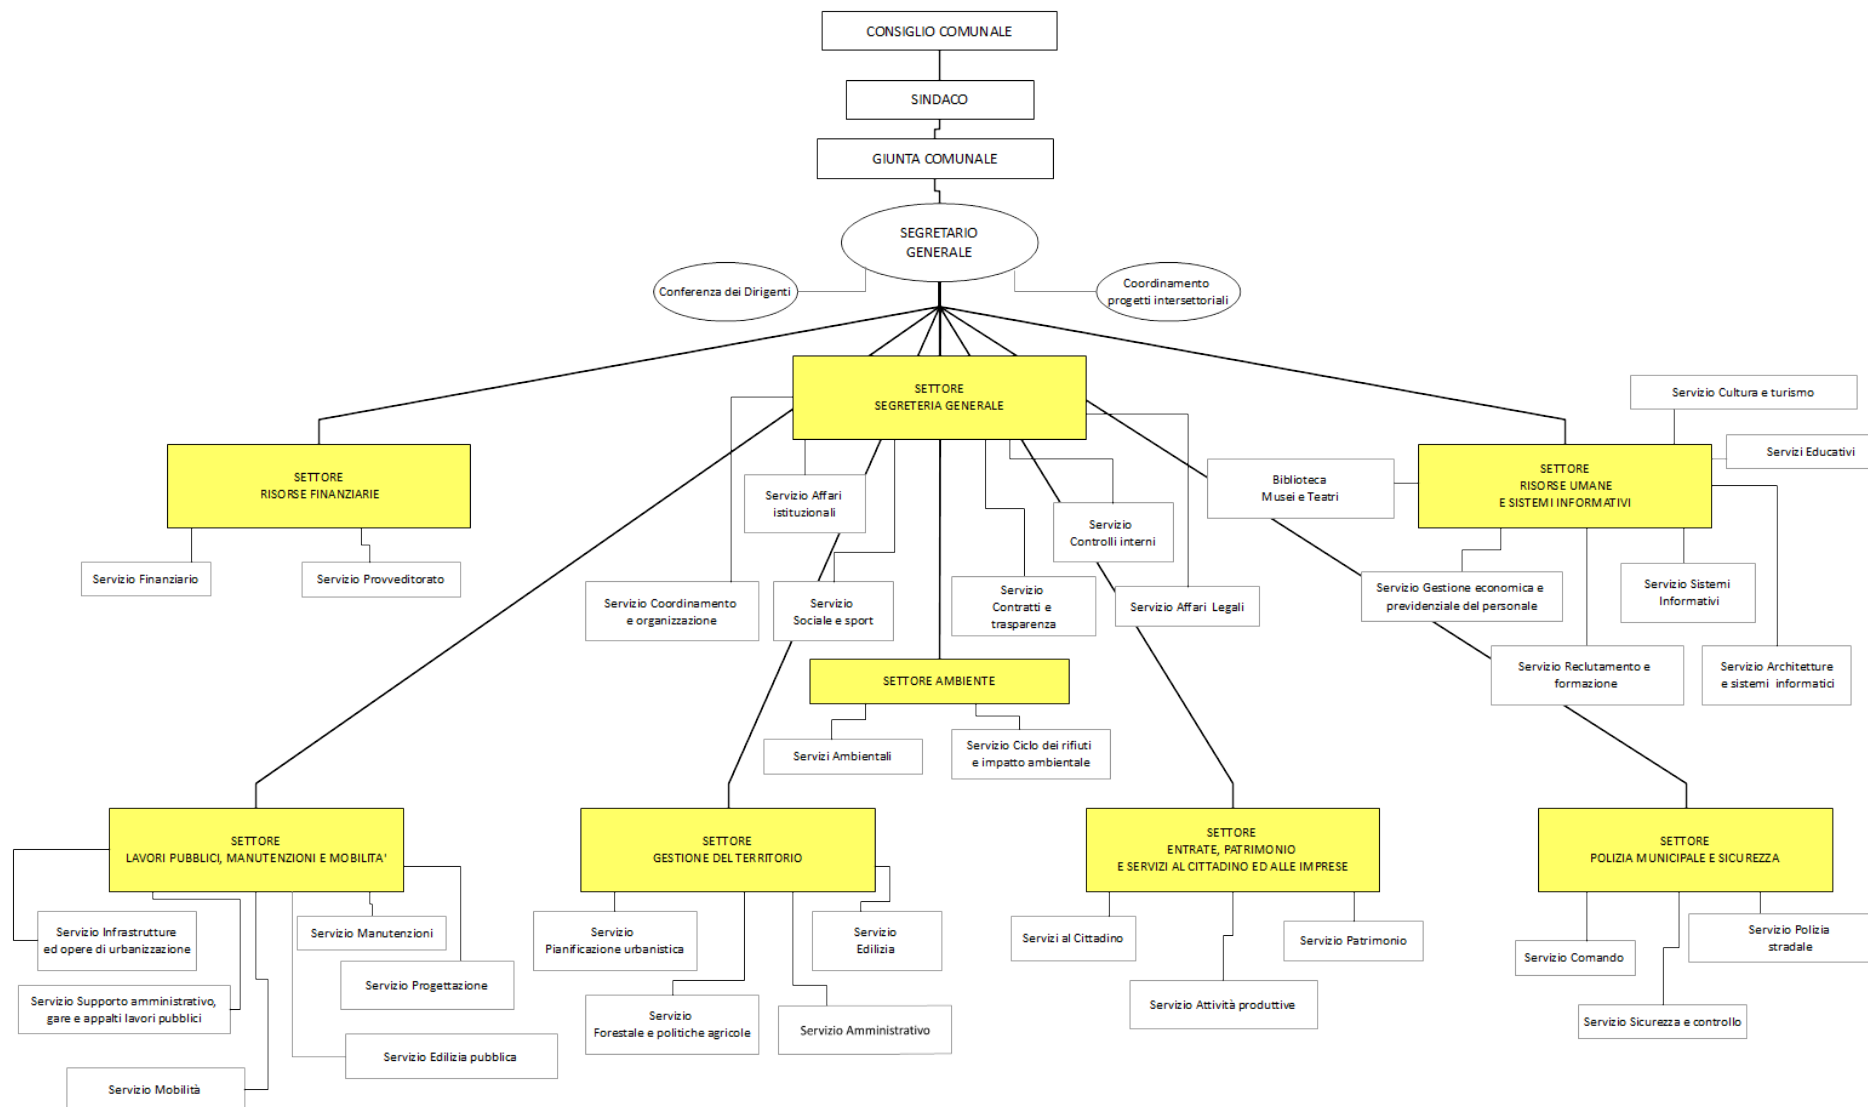 CONSIGLIO COMUNALE
SINDACO
GIUNTA COMUNALE
SEGRETARIO
GENERALE
Conferenza dei Dirigenti
Coordinamento
progetti intersettoriali
SETTORE
SEGRETERIA GENERALE
Servizio Cultura e turismo
Servizi Educativi
SETTORE
RISORSE FINANZIARIE
SETTORE
RISORSE UMANE
E SISTEMI INFORMATIVI
Biblioteca
Musei e Teatri
Servizio Affari
istituzionali
Servizio
Controlli interni
Servizio Finanziario
Servizio Provveditorato
Servizio Coordinamento
e organizzazione
Servizio
Sociale e sport
Servizio
Contratti e
trasparenza
Servizio Affari Legali
Servizio Gestione economica e
previdenziale del personale
Servizio Sistemi
Informativi
Servizio Reclutamento e
formazione
Servizio Architetture
e sistemi informatici
SETTORE AMBIENTE
Servizi Ambientali
Servizio Ciclo dei rifiuti
e impatto ambientale
SETTORE
LAVORI PUBBLICI, MANUTENZIONI E MOBILITA'
SETTORE
GESTIONE DEL TERRITORIO
SETTORE
ENTRATE, PATRIMONIO
E SERVIZI AL CITTADINO ED ALLE IMPRESE
SETTORE
POLIZIA MUNICIPALE E SICUREZZA
Servizio Infrastrutture
ed opere di urbanizzazione
Servizio Manutenzioni
Servizio Progettazione
Servizio Supporto amministrativo,
gare e appalti lavori pubblici
Servizio Edilizia pubblica
Servizio Mobilità
Servizio
Pianificazione urbanistica
Servizio
Edilizia
Servizio
Forestale e politiche agricole
Servizio Amministrativo
Servizi al Cittadino
Servizio Patrimonio
Servizio Attività produttive
Servizio Comando
Servizio Polizia
stradale
Servizio Sicurezza e controllo